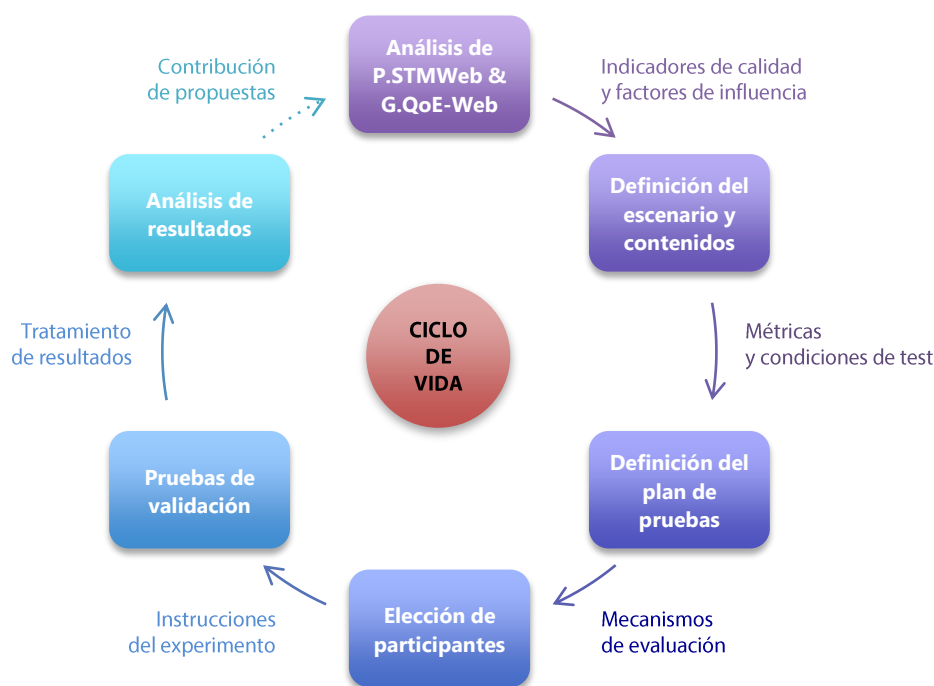 Análisis de
P.STMWeb &
G.QoE-Web
Indicadores de calidad
y factores de influencia
Definición del
escenario y
contenidos
Métricas
y condiciones de test
Definición del
plan de
pruebas
Mecanismos
de evaluación
Elección de
participantes
Instrucciones
del experimento
Pruebas de
validación
Tratamiento
de resultados
Análisis de
resultados
Contribución
de propuestas
CICLO
DE
VIDA